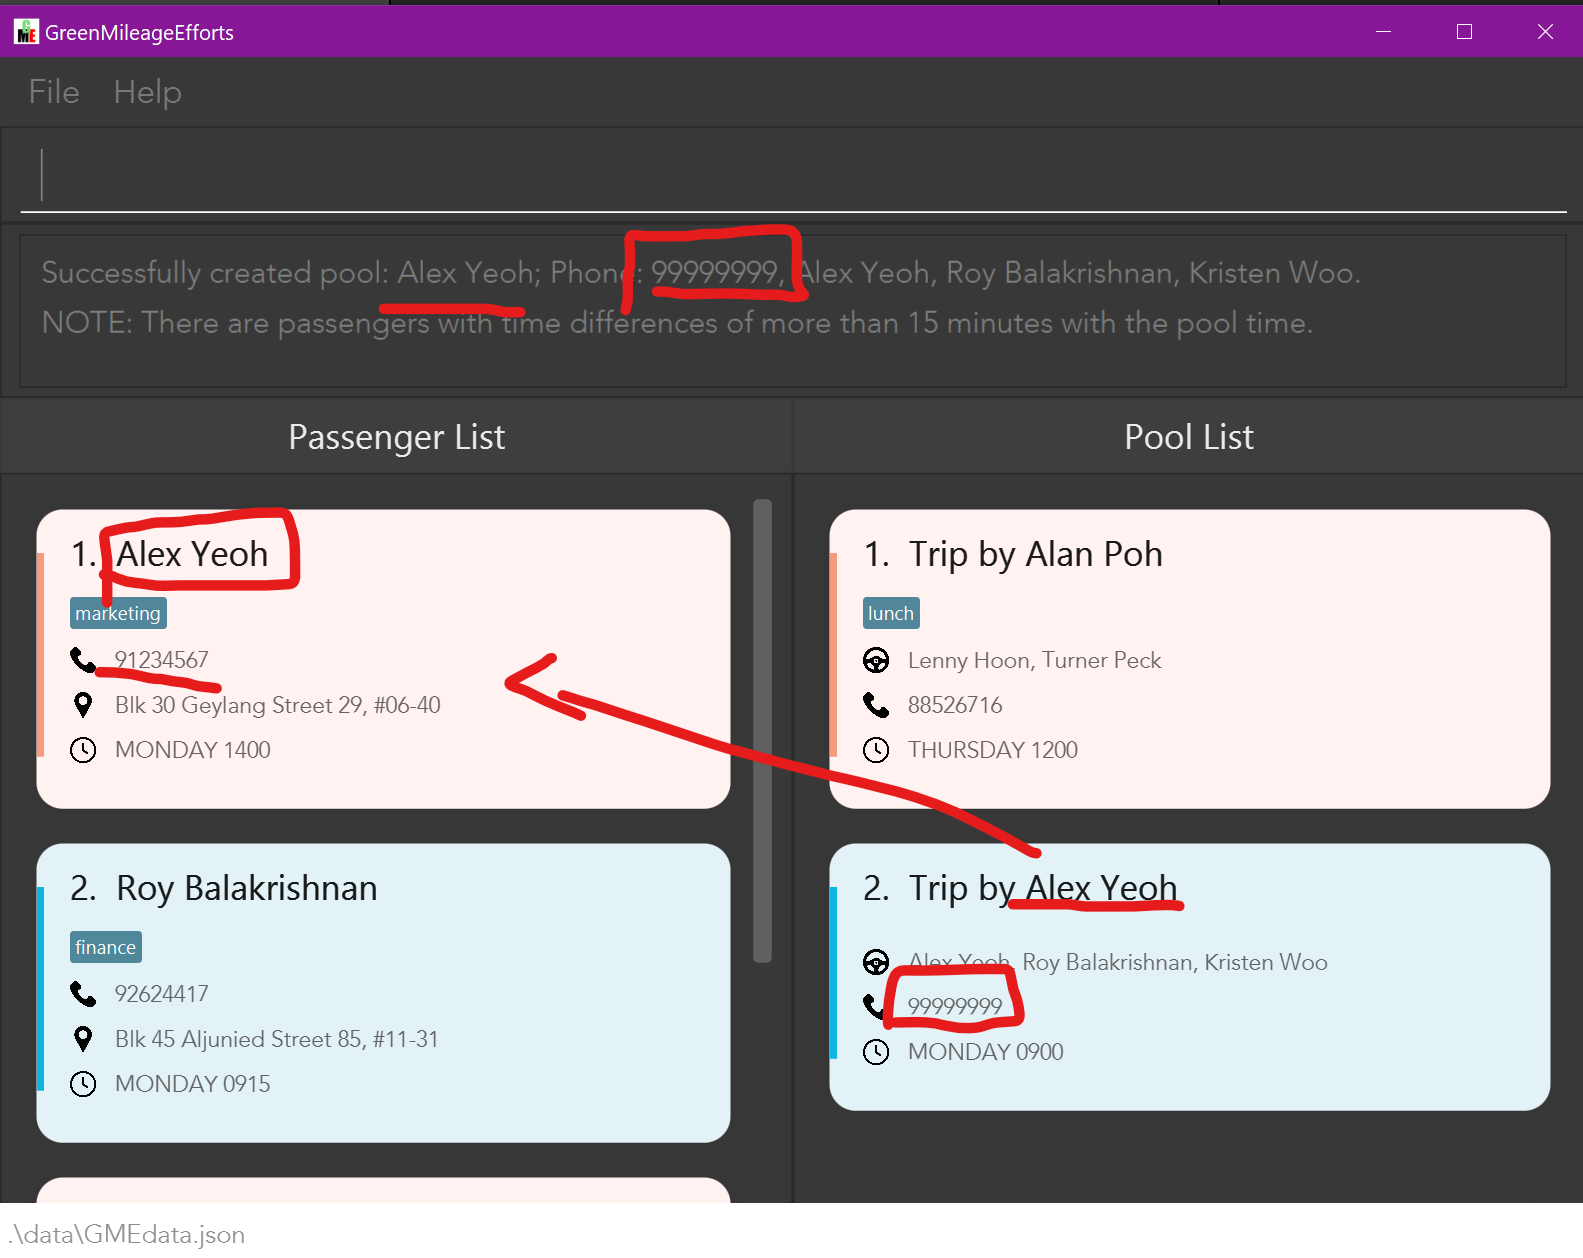 GreenMileageEfforts
File Help
Successfully created pool: Alex Yeoh; Phone: 99999999, Alex Yeoh, Roy Balakrishnan, Kristen Woo.
NOTE: There are passengers with time differences of more than 15 minutes with the pool time.
Passenger List
1. Alex Yeoh
marketing
91234567
Blk 30 Geylang Street 29, #06-40
MONDAY 1400
2. Roy Balakrishnan
finance
92624417
Blk 45 Aljunied Street 85, #11-31
MONDAY 0915
Pool List
1. Trip by Alan Poh
lunch
Lenny Hoon, Turner Peck
88526716
THURSDAY 1200
2. Trip by Alex Yeoh
Alex Yeoh, Roy Balakrishnan, Kristen Woo
99999999
MONDAY 0900
.\data\GMEdata.json